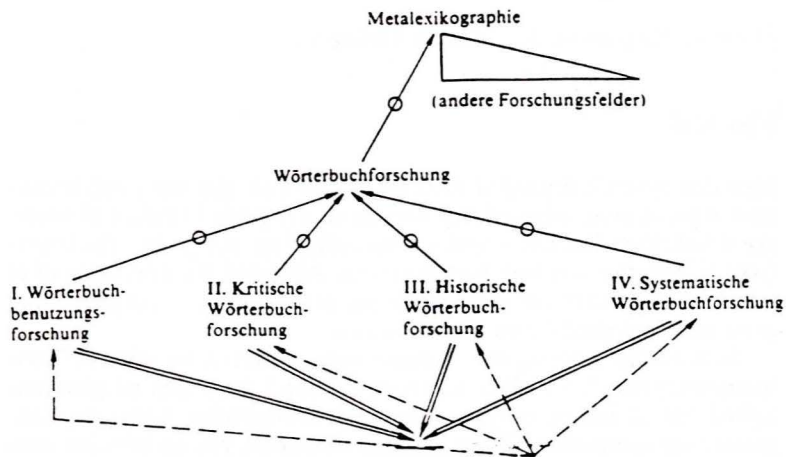 Metalexikographie
(andere Forschungsfelder)
Wörterbuchforschung
I. Wörterbuch-
benutzungs-
forschung
II. Kritische
Wörterbuch-
forschung
III. Historische
Wörterbuch-
forschung
IV. Systematische
Wörterbuchforschung